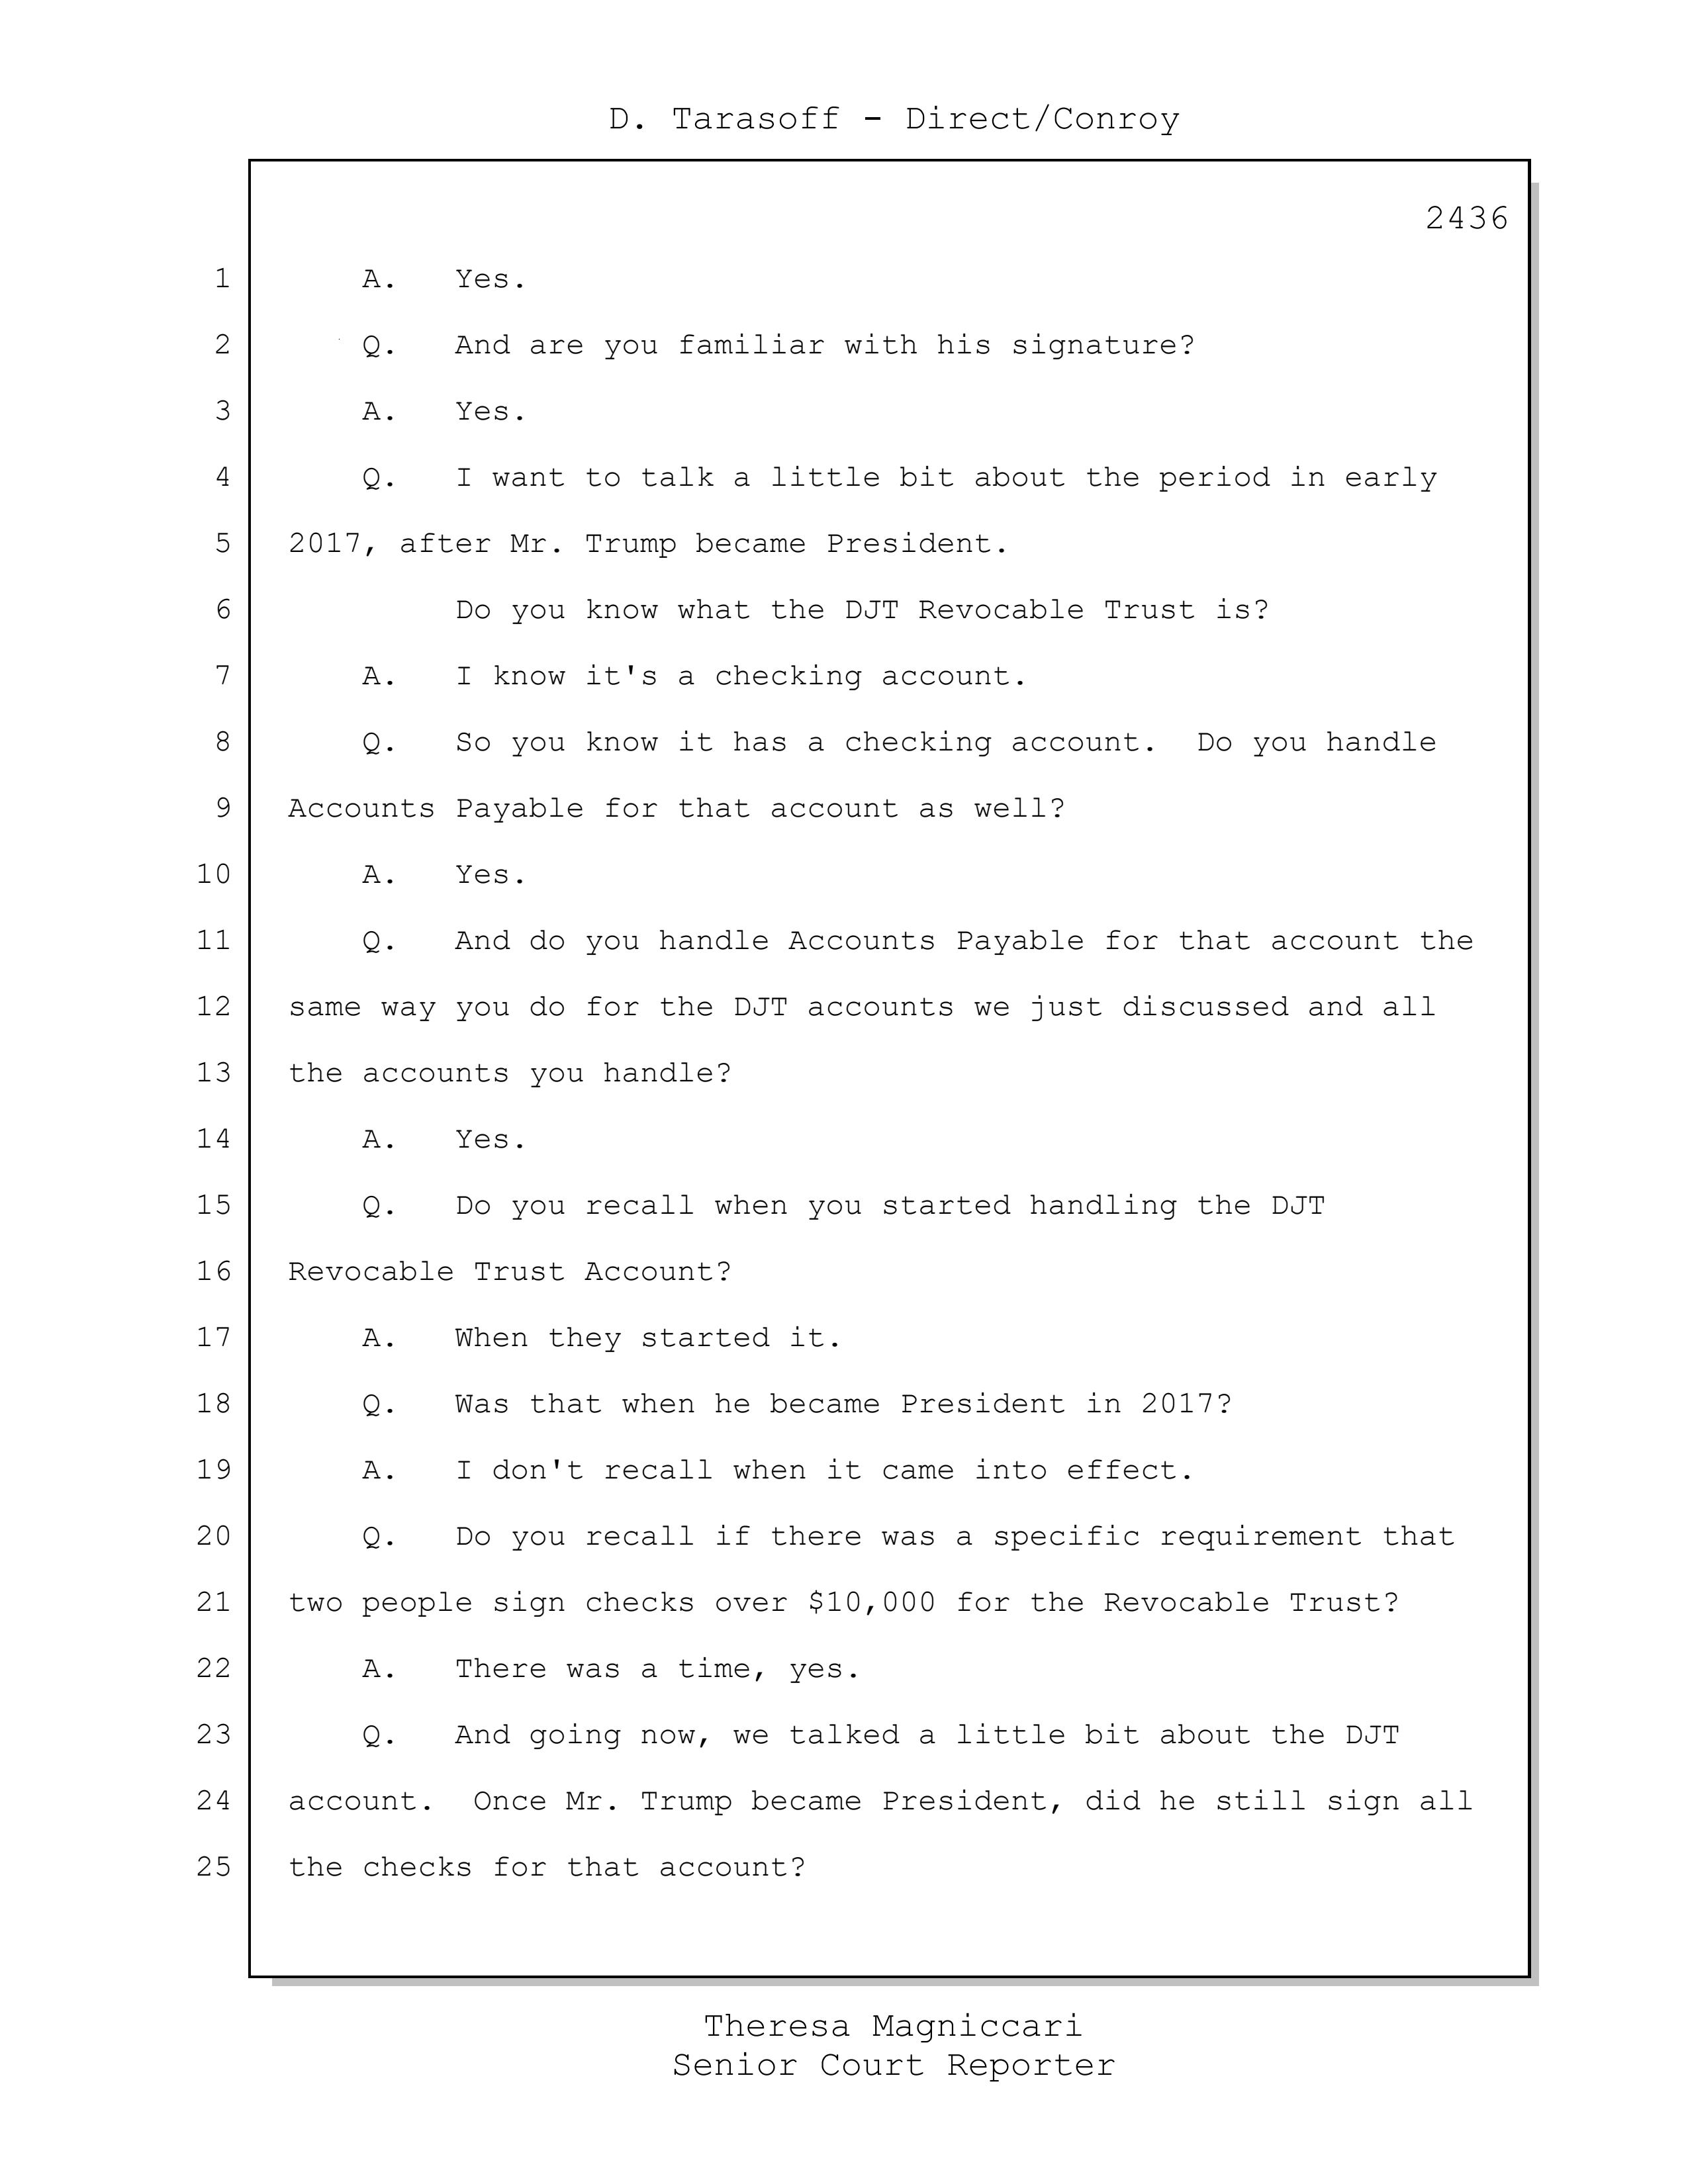 D. Tarasoff - Direct/Conroy
2436
1 A. Yes.
2 Q. And are you familiar with his signature?
3 A. Yes.
4 Q. I want to talk a little bit about the period in early
5 2017, after Mr. Trump became President.
6 Do you know what the DJT Revocable Trust is?
7 A. I know it's a checking account.
8 Q. So you know it has a checking account. Do you handle
9 Accounts Payable for that account as well?
10 A. Yes.
11 Q. And do you handle Accounts Payable for that account the
12 same way you do for the DJT accounts we just discussed and all
13 the accounts you handle?
14 A. Yes.
15 Q. Do you recall when you started handling the DJT
16 Revocable Trust Account?
17 A. When they started it.
18 Q. Was that when he became President in 2017?
19 A. I don't recall when it came into effect.
20 Q. Do you recall if there was a specific requirement that
21 two people sign checks over $10,000 for the Revocable Trust?
22 A. There was a time, yes.
23 Q. And going now, we talked a little bit about the DJT
24 account. Once Mr. Trump became President, did he still sign all
25 the checks for that account?
Theresa Magniccari
Senior Court Reporter